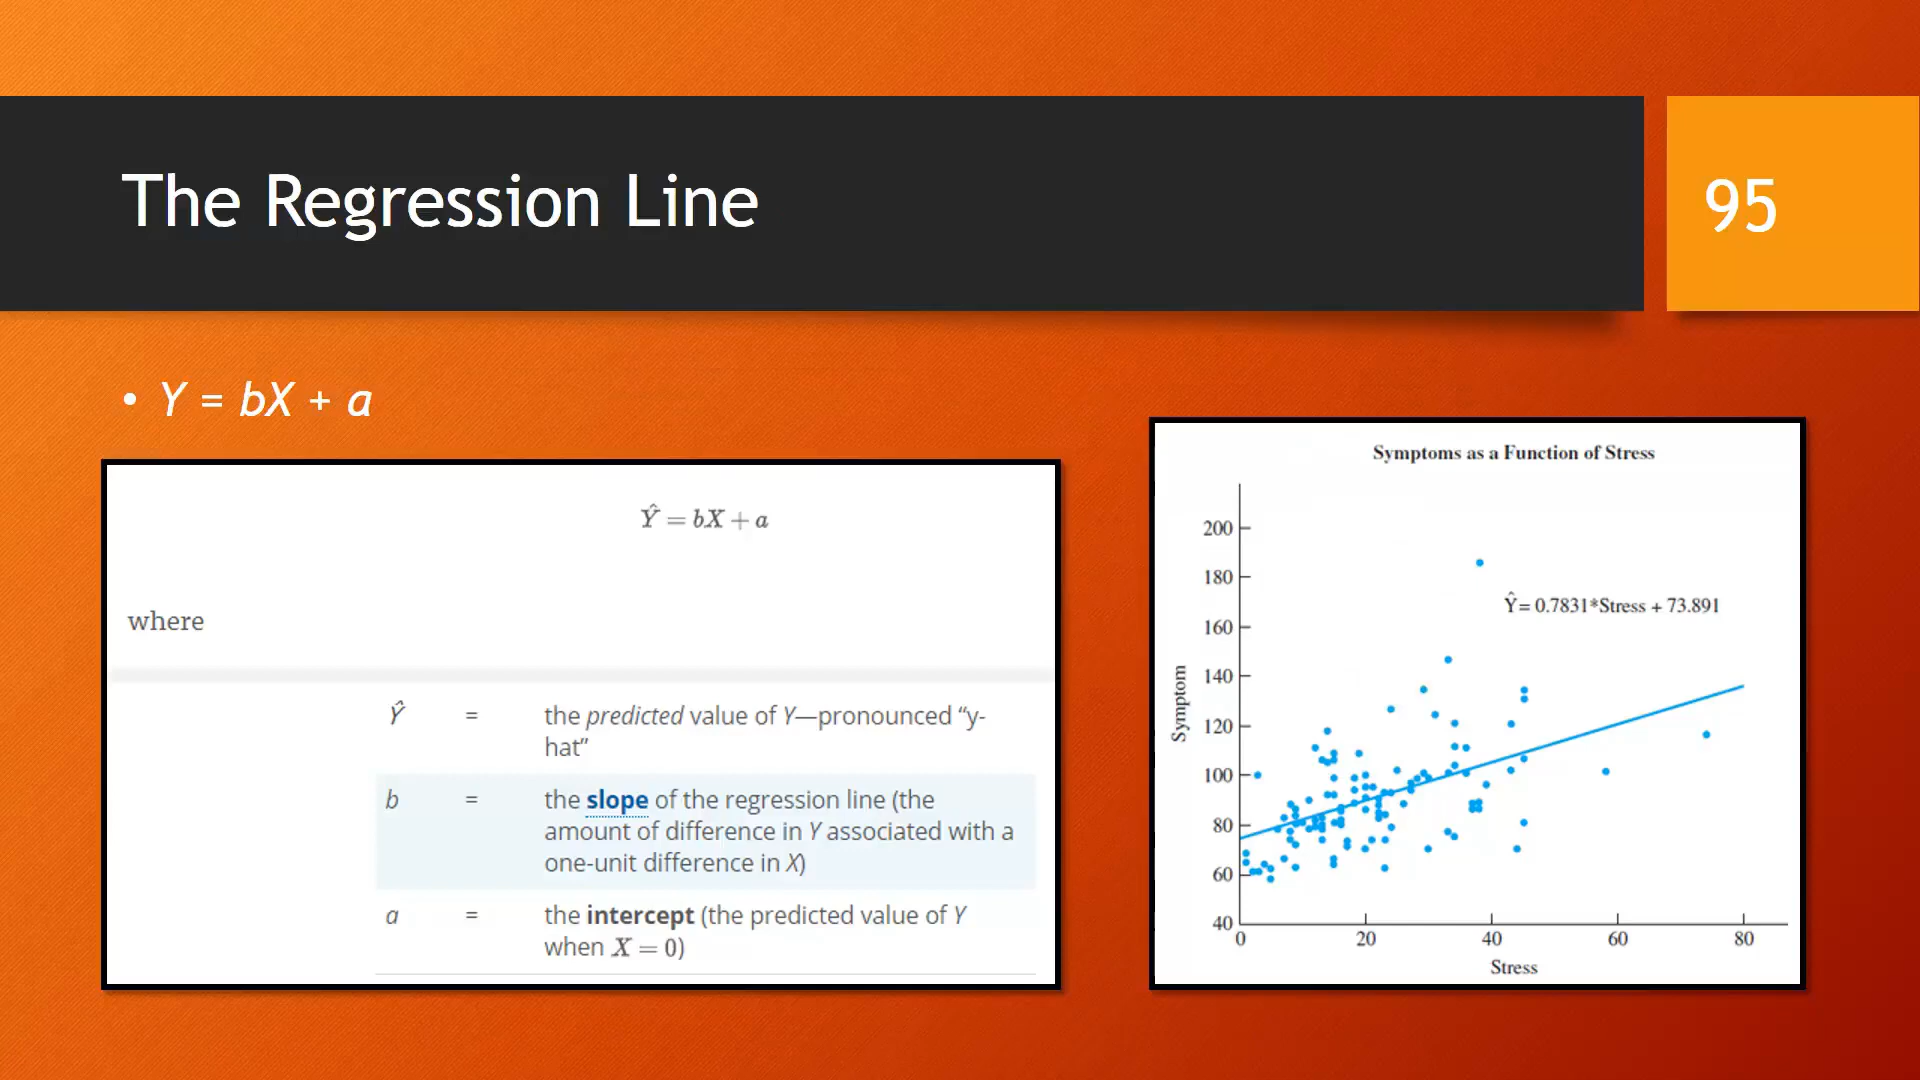 The Regression Line
95
• Y = bX + a
Ŷ = bX + a
where
Ŷ = the predicted value of Y—pronounced “y-
hat”
b = the slope of the regression line (the
amount of difference in Y associated with a
one-unit difference in X)
a = the intercept (the predicted value of Y
when X = 0)
Symptoms as a Function of Stress
Ŷ= 0.7831*Stress + 73.891
Symptom
200
180
160
140
120
100
80
60
40
0 20 40 60 80
Stress